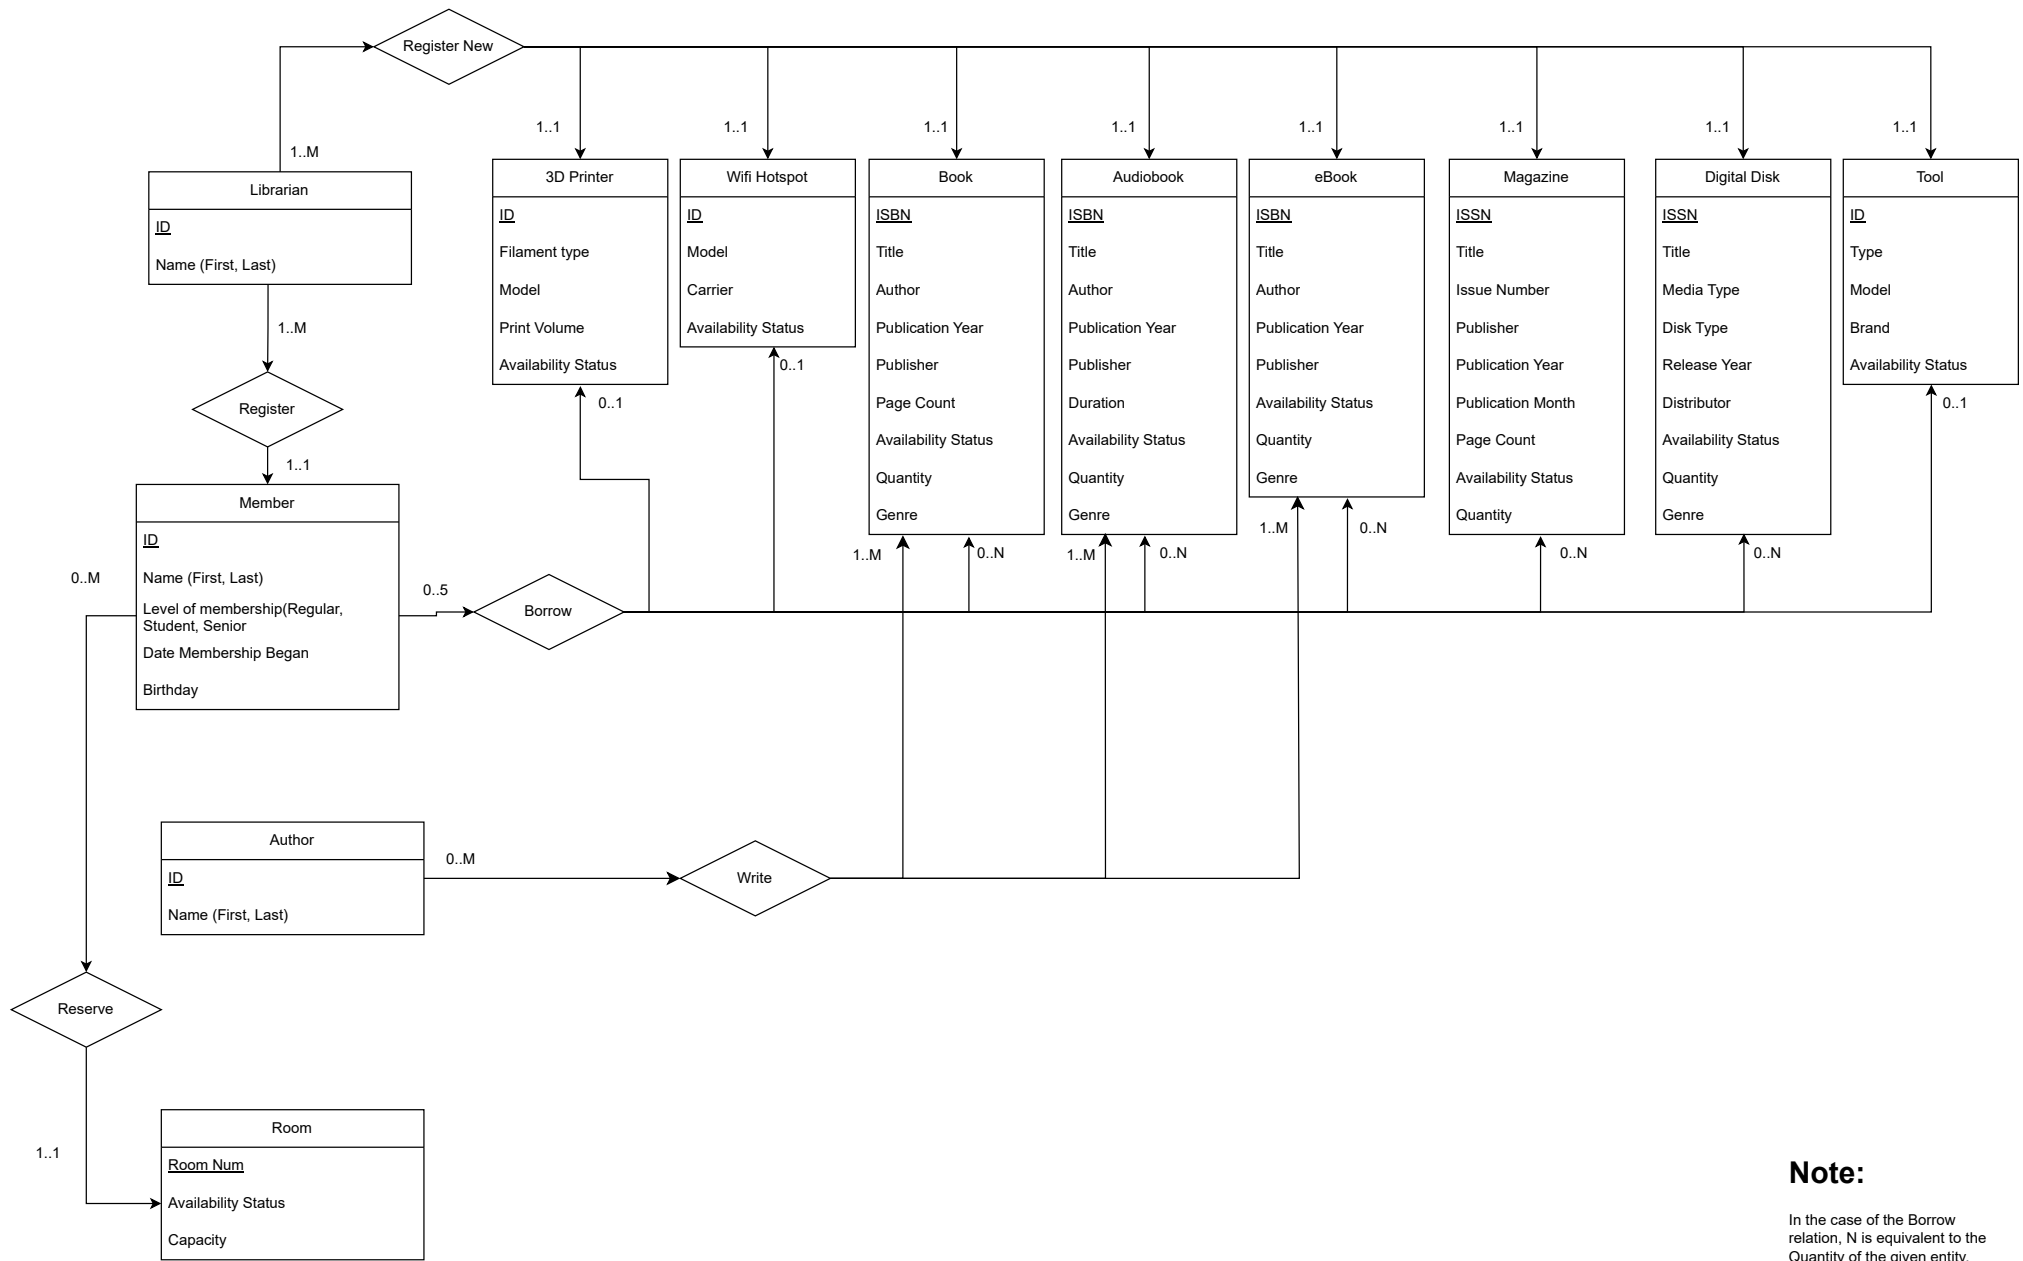 Register New
1..M
1..1
1..1
1..1
1..1
1..1
1..1
1..1
1..1
Librarian
ID
Name (First, Last)
1..M
Register
1..1
Member
ID
Name (First, Last)
Level of membership(Regular,
Student, Senior
Date Membership Began
Birthday
0..M
0..5
Borrow
3D Printer
ID
Filament type
Model
Print Volume
Availability Status
0..1
Wifi Hotspot
ID
Model
Carrier
Availability Status
0..1
Book
ISBN
Title
Author
Publication Year
Publisher
Page Count
Availability Status
Quantity
Genre
1..M
0..N
Audiobook
ISBN
Title
Author
Publication Year
Publisher
Duration
Availability Status
Quantity
Genre
1..M
0..N
eBook
ISBN
Title
Author
Publication Year
Publisher
Availability Status
Quantity
Genre
1..M
0..N
Magazine
ISSN
Title
Issue Number
Publisher
Publication Year
Publication Month
Page Count
Availability Status
Quantity
0..N
Digital Disk
ISSN
Title
Media Type
Disk Type
Release Year
Distributor
Availability Status
Quantity
Genre
0..N
Tool
ID
Type
Model
Brand
Availability Status
0..1
Author
ID
Name (First, Last)
0..M
Write
Reserve
1..1
Room
Room Num
Availability Status
Capacity
Note:
In the case of the Borrow
relation, N is equivalent to the
Quantity of the given entity.